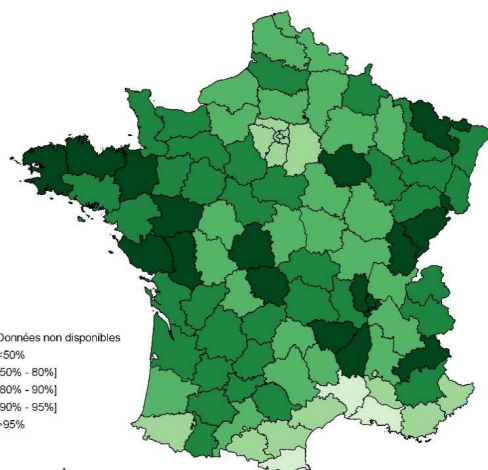 Données non disponibles
<50%
50% - 80%]
80% - 90%]
90% - 95%]
>95%